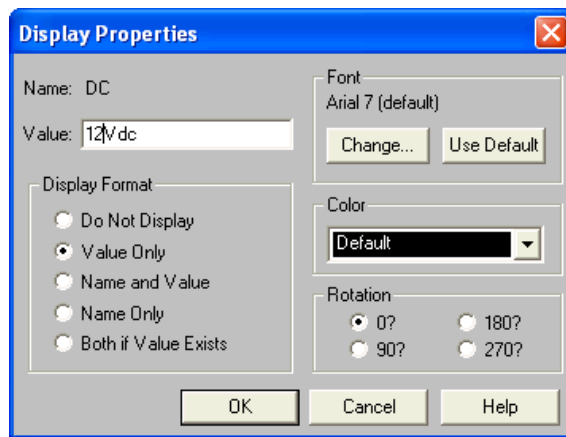 Display Properties
Name: DC
Value: 12Vdc
Display Format
Do Not Display
Value Only
Name and Value
Name Only
Both if Value Exists
Font
Arial 7 (default)
Change... Use Default
Color
Default
Rotation
0? 180?
90? 270?
OK Cancel Help